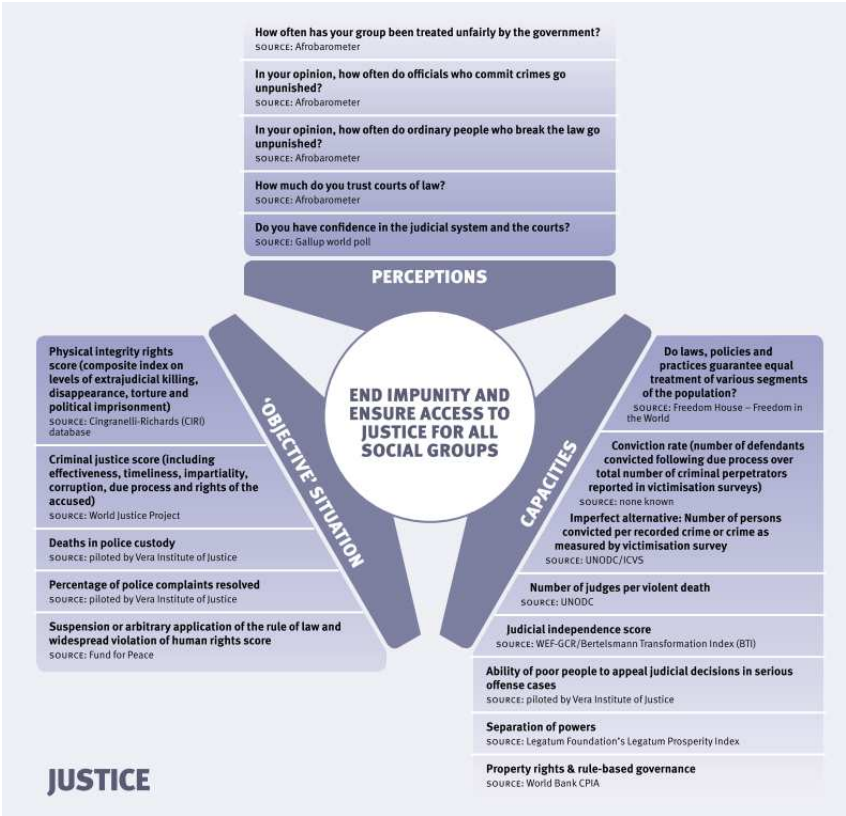 How often has your group been treated unfairly by the government?
SOURCE: Afrobarometer
In your opinion, how often do officials who commit crimes go
unpunished?
SOURCE: Afrobarometer
In your opinion, how often do ordinary people who break the law go
unpunished?
SOURCE: Afrobarometer
How much do you trust courts of law?
SOURCE: Afrobarometer
Do you have confidence in the judicial system and the courts?
SOURCE: Gallup world poll
PERCEPTIONS
END IMPUNITY AND
ENSURE ACCESS TO
JUSTICE FOR ALL
SOCIAL GROUPS
'OBJECTIVE' SITUATION
Physical integrity rights
score (composite index on
levels of extrajudicial killing,
disappearance, torture and
political imprisonment)
SOURCE: Cingranelli-Richards (CIRI)
database
Criminal justice score (including
effectiveness, timeliness, impartiality,
corruption, due process and rights of the
accused)
SOURCE: World Justice Project
Deaths in police custody
SOURCE: piloted by Vera Institute of Justice
Percentage of police complaints resolved
SOURCE: piloted by Vera Institute of Justice
Suspension or arbitrary application of the rule of law and
widespread violation of human rights score
SOURCE: Fund for Peace
CAPACITIES
Do laws, policies and
practices guarantee equal
treatment of various segments
of the population?
SOURCE: Freedom House – Freedom in
the World
Conviction rate (number of defendants
convicted following due process over
total number of criminal perpetrators
reported in victimisation surveys)
SOURCE: none known
Imperfect alternative: Number of persons
convicted per recorded crime or crime as
measured by victimisation survey
SOURCE: UNODC/ICVS
Number of judges per violent death
SOURCE: UNODC
Judicial independence score
SOURCE: WEF-GCR/Bertelsmann Transformation Index (BTI)
Ability of poor people to appeal judicial decisions in serious
offense cases
SOURCE: piloted by Vera Institute of Justice
Separation of powers
SOURCE: Legatum Foundation's Legatum Prosperity Index
Property rights & rule-based governance
SOURCE: World Bank CPIA
JUSTICE